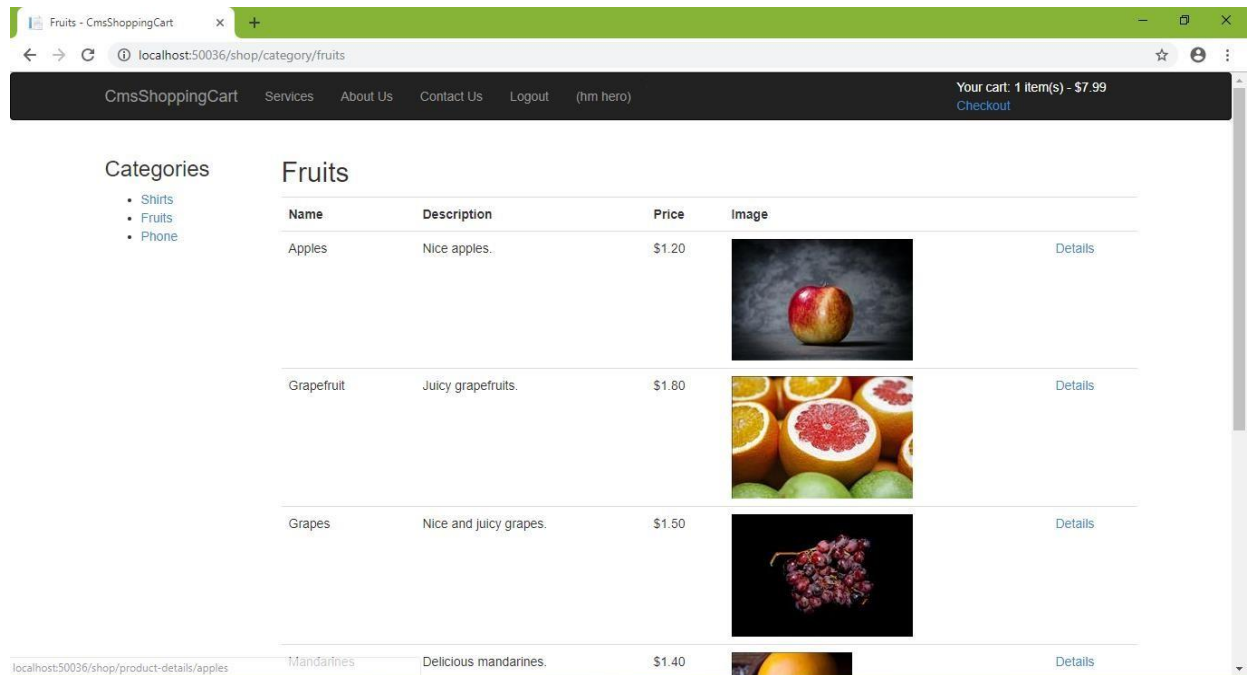 Fruits - CmsShoppingCart
localhost:50036/shop/category/fruits
CmsShoppingCart Services About Us Contact Us Logout (hm hero) Your cart: 1 item(s) - $7.99
Checkout
Categories
Shirts
Fruits
Phone
Fruits
Name Description Price Image
Apples Nice apples. $1.20 Details
Grapefruit Juicy grapefruits. $1.80 Details
Grapes Nice and juicy grapes. $1.50 Details
Mandarines Delicious mandarines. $1.40 Details
localhost:50036/shop/product-details/apples